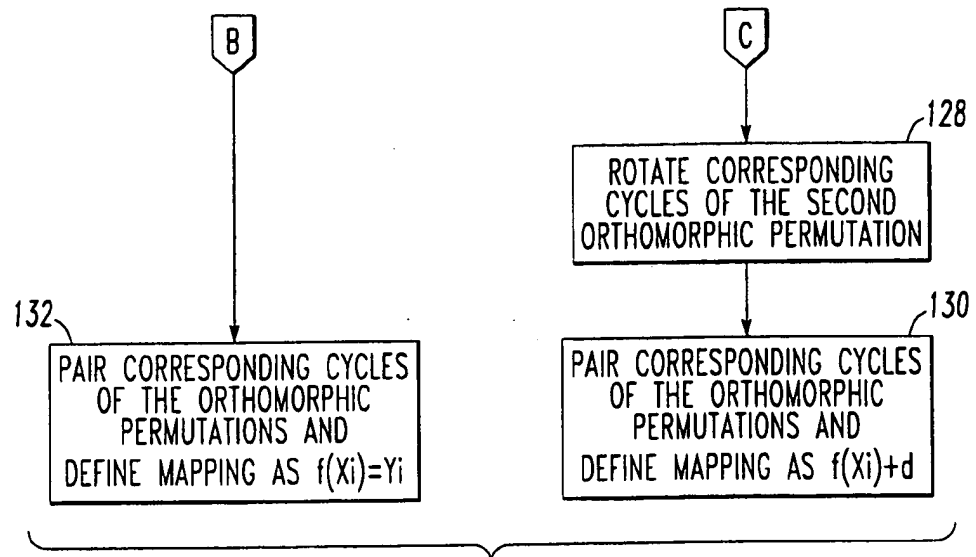 B
C
128
ROTATE CORRESPONDING
CYCLES OF THE SECOND
ORTHOMORPHIC PERMUTATION
132
PAIR CORRESPONDING CYCLES
OF THE ORTHOMORPHIC
PERMUTATIONS AND
DEFINE MAPPING AS f(Xi)=Yi
130
PAIR CORRESPONDING CYCLES
OF THE ORTHOMORPHIC
PERMUTATIONS AND
DEFINE MAPPING AS f(Xi)+d